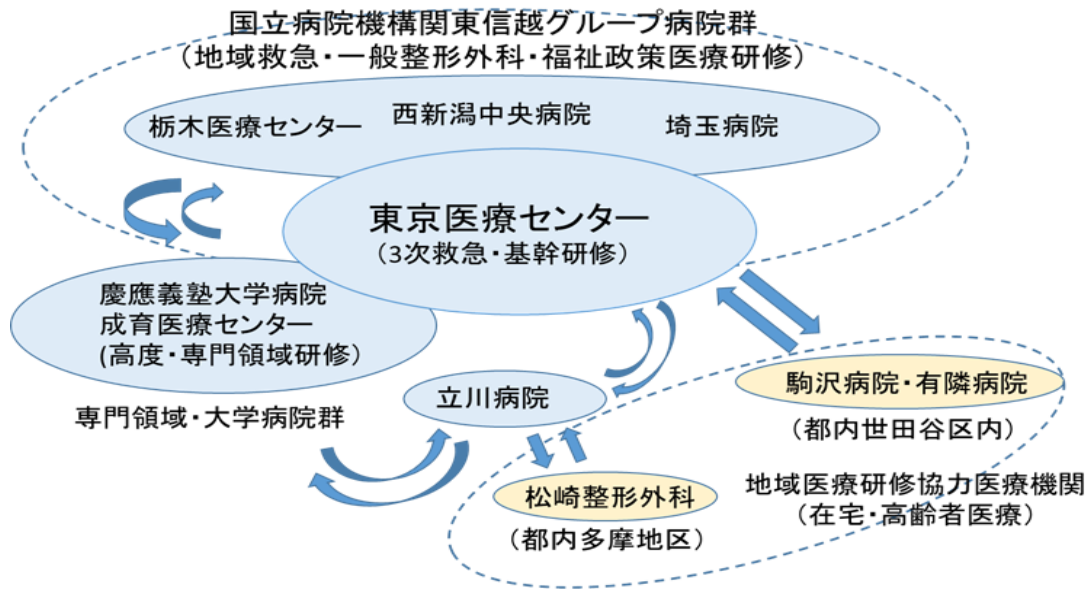 国立病院機構関東信越グループ病院群
（地域救急・一般整形外科・福祉政策医療研修）
栃木医療センター
西新潟中央病院
埼玉病院
東京医療センター
（3次救急・基幹研修）
慶應義塾大学病院
成育医療センター
(高度・専門領域研修）
専門領域・大学病院群
立川病院
駒沢病院・有隣病院
（都内世田谷区内）
松崎整形外科
（都内多摩地区）
地域医療研修協力医療機関
（在宅・高齢者医療）